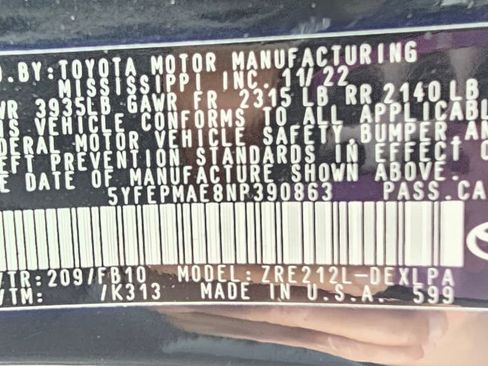 D. BY: TOYOTA MOTOR MANUFACTURING
MISSISSIPPI INC. 11/22
WR 3935LB GAWR FR 2315 LB RR 2140 LB
VEHICLE CONFORMS TO ALL APPLICABLE
DERAL MOTOR VEHICLE SAFETY BUMPER AND
EFT PREVENTION STANDARDS IN EFFECT O
E DATE OF MANUFACTURE SHOWN ABOVE.
5YFEPMAE8NP390863 PASS.CA
/TR: 209/FB10 MODEL: ZRE212L-DEXLPA
/TM: /K313 MADE IN U.S.A. 599